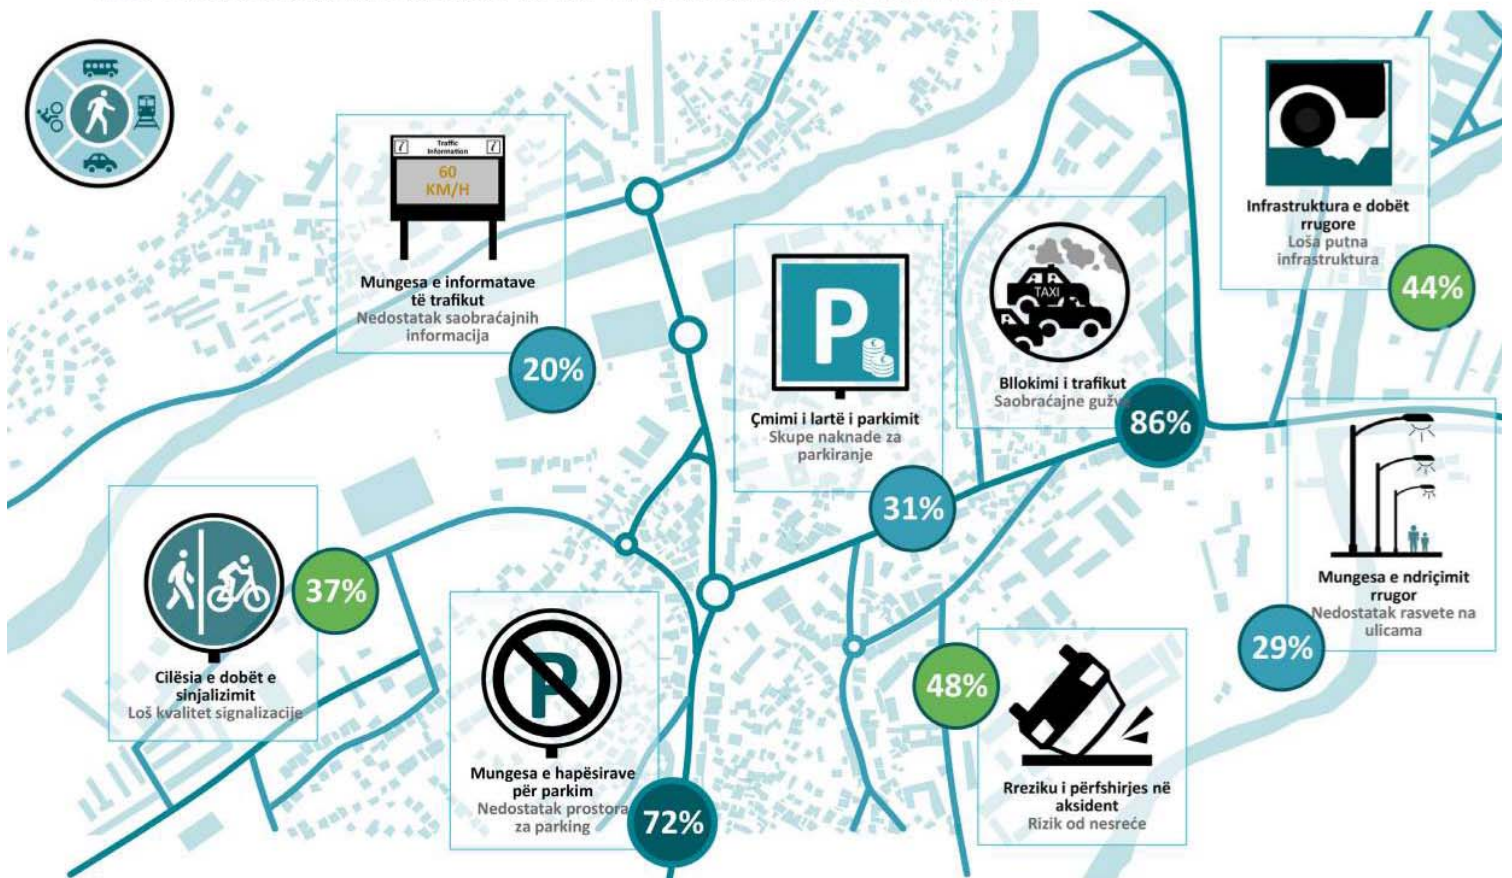 Traffic
Information
60
KM/H
Mungesa e informatave
të trafikut
Nedostatak saobraćajnih
informacija
20%
P
Çmimi i lartë i parkimit
Skupe naknade za
parkiranje
31%
TAXI
Bllokimi i trafikut
Saobraćajne gužve
86%
Infrastruktura e dobët
rrugore
Loša putna
infrastruktura
44%
Cilësia e dobët e
sinjalizimit
Loš kvalitet signalizacije
37%
P
Mungesa e hapësirave
për parkim
Nedostatak prostora
za parking
72%
48%
Rreziku i përfshirjes në
aksident
Rizik od nesreće
Mungesa e ndriçimit
rrugor
Nedostatak rasvete na
ulicama
29%